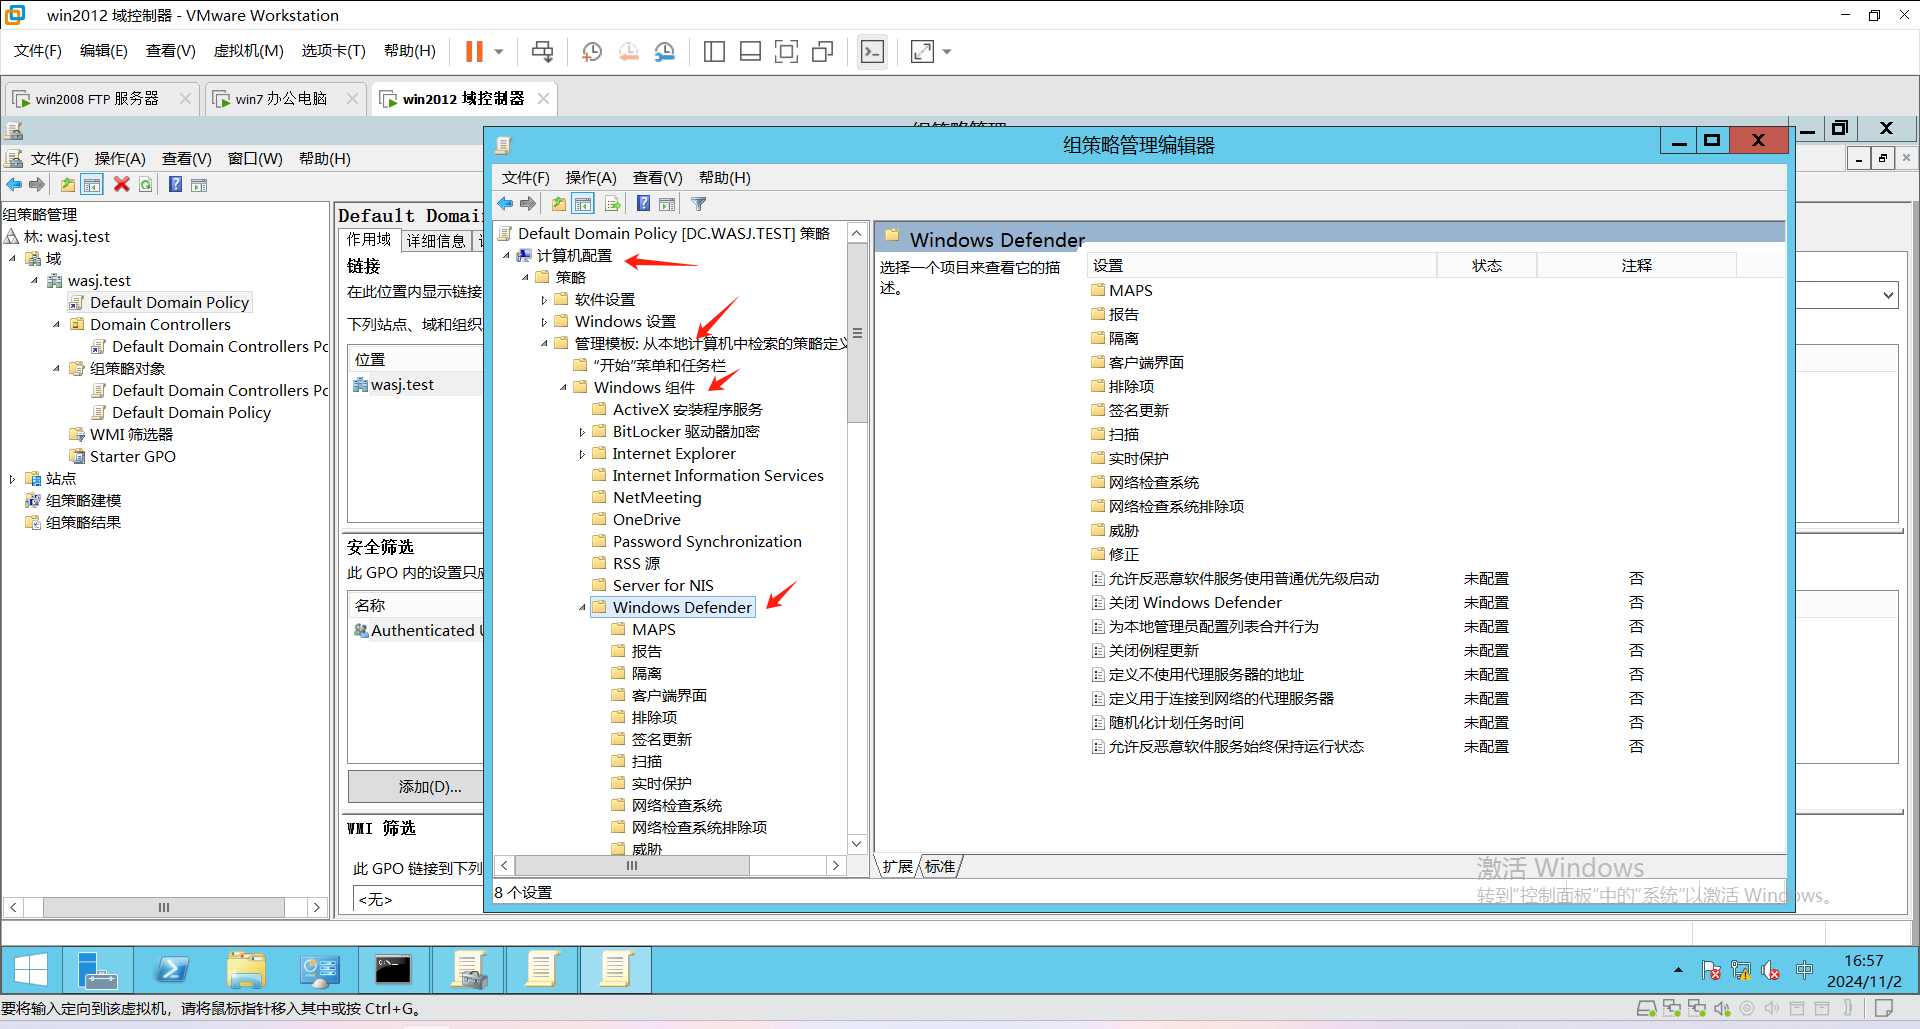 win2012 域控制器 - VMware Workstation
文件(F) 编辑(E) 查看(V) 虚拟机(M) 选项卡(T) 帮助(H)
win2008 FTP 服务器
win7 办公电脑
win2012 域控制器
组策略管理
文件(F) 操作(A) 查看(V) 窗口(W) 帮助(H)
组策略管理
林: wasj.test
域
wasj.test
Default Domain Policy
Domain Controllers
Default Domain Controllers Pc
组策略对象
Default Domain Controllers Pc
Default Domain Policy
WMI 筛选器
Starter GPO
站点
组策略建模
组策略结果
Default Domai
作用域 详细信息
链接
在此位置内显示链接
下列站点、域和组织
位置
wasj.test
安全筛选
此 GPO 内的设置只应
名称
Authenticated U
添加(D)...
WMI 筛选
此 GPO 链接到下列
<无>
组策略管理编辑器
文件(F) 操作(A) 查看(V) 帮助(H)
Default Domain Policy [DC.WASJ.TEST] 策略
计算机配置
策略
软件设置
Windows 设置
管理模板: 从本地计算机中检索的策略定义
“开始”菜单和任务栏
Windows 组件
ActiveX 安装程序服务
BitLocker 驱动器加密
Internet Explorer
Internet Information Services
NetMeeting
OneDrive
Password Synchronization
RSS 源
Server for NIS
Windows Defender
MAPS
报告
隔离
客户端界面
排除项
签名更新
扫描
实时保护
网络检查系统
网络检查系统排除项
威胁
Windows Defender
选择一个项目来查看它的描
述。
设置 状态 注释
MAPS
报告
隔离
客户端界面
排除项
签名更新
扫描
实时保护
网络检查系统
网络检查系统排除项
威胁
修正
允许反恶意软件服务使用普通优先级启动 未配置 否
关闭 Windows Defender 未配置 否
为本地管理员配置列表合并行为 未配置 否
关闭例程更新 未配置 否
定义不使用代理服务器的地址 未配置 否
定义用于连接到网络的代理服务器 未配置 否
随机化计划任务时间 未配置 否
允许反恶意软件服务始终保持运行状态 未配置 否
扩展 标准
8 个设置
激活 Windows
转到“控制面板”中的“系统”以激活 Windows。
中
16:57
2024/11/2
要将输入定向到该虚拟机，请将鼠标指针移入其中或按 Ctrl+G。